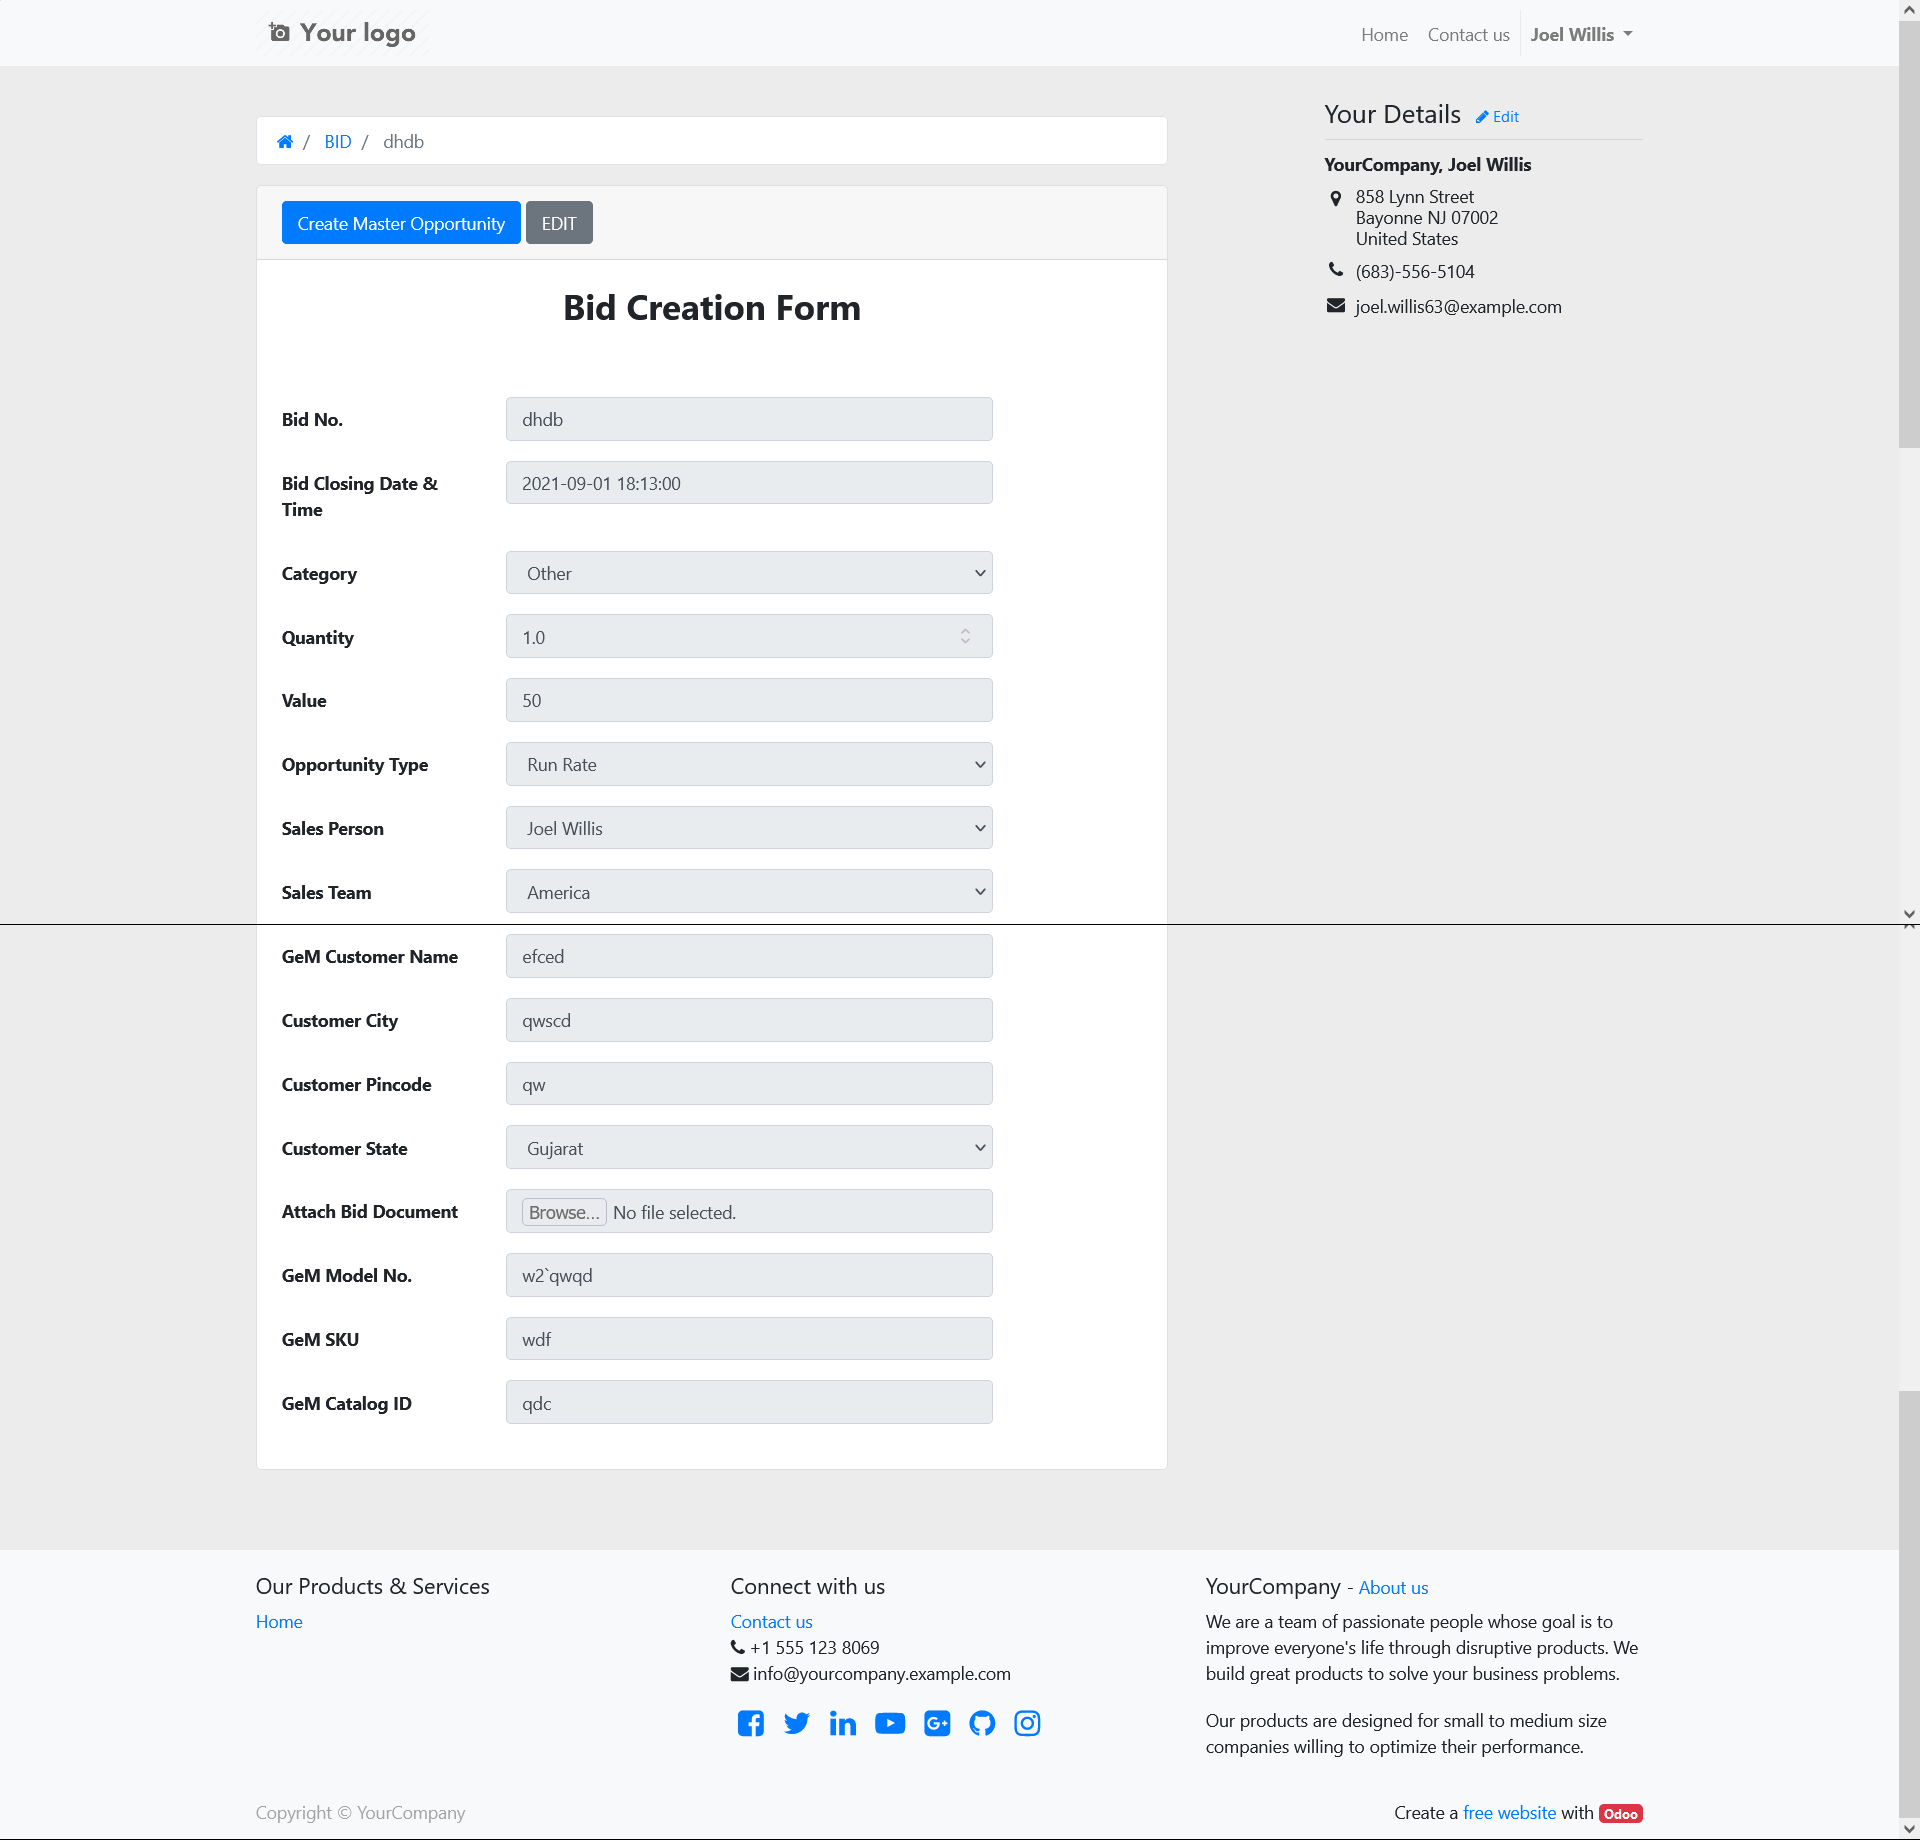 Your logo
Home
Contact us
Joel Willis
/ BID / dhdb
Create Master Opportunity
EDIT
Bid Creation Form
Bid No.
dhdb
Bid Closing Date &
Time
2021-09-01 18:13:00
Category
Other
Quantity
1.0
Value
50
Opportunity Type
Run Rate
Sales Person
Joel Willis
Sales Team
America
GeM Customer Name
efced
Customer City
qwscd
Customer Pincode
qw
Customer State
Gujarat
Attach Bid Document
Browse... No file selected.
GeM Model No.
w2`qwqd
GeM SKU
wdf
GeM Catalog ID
qdc
Your Details
Edit
YourCompany, Joel Willis
858 Lynn Street
Bayonne NJ 07002
United States
(683)-556-5104
joel.willis63@example.com
Our Products & Services
Home
Connect with us
Contact us
+1 555 123 8069
info@yourcompany.example.com
YourCompany - About us
We are a team of passionate people whose goal is to
improve everyone's life through disruptive products. We
build great products to solve your business problems.
Our products are designed for small to medium size
companies willing to optimize their performance.
Copyright © YourCompany
Create a free website with Odoo